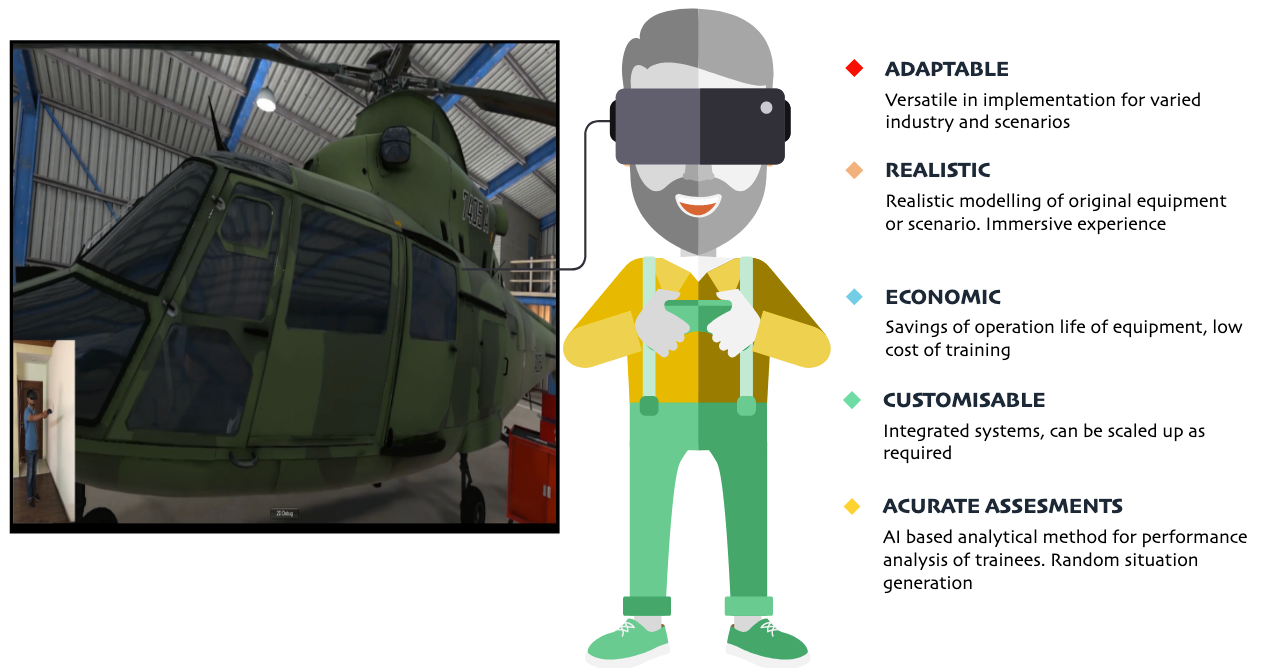 ADAPTABLE
Versatile in implementation for varied
industry and scenarios
REALISTIC
Realistic modelling of original equipment
or scenario. Immersive experience
ECONOMIC
Savings of operation life of equipment, low
cost of training
CUSTOMISABLE
Integrated systems, can be scaled up as
required
ACURATE ASSESMENTS
AI based analytical method for performance
analysis of trainees. Random situation
generation